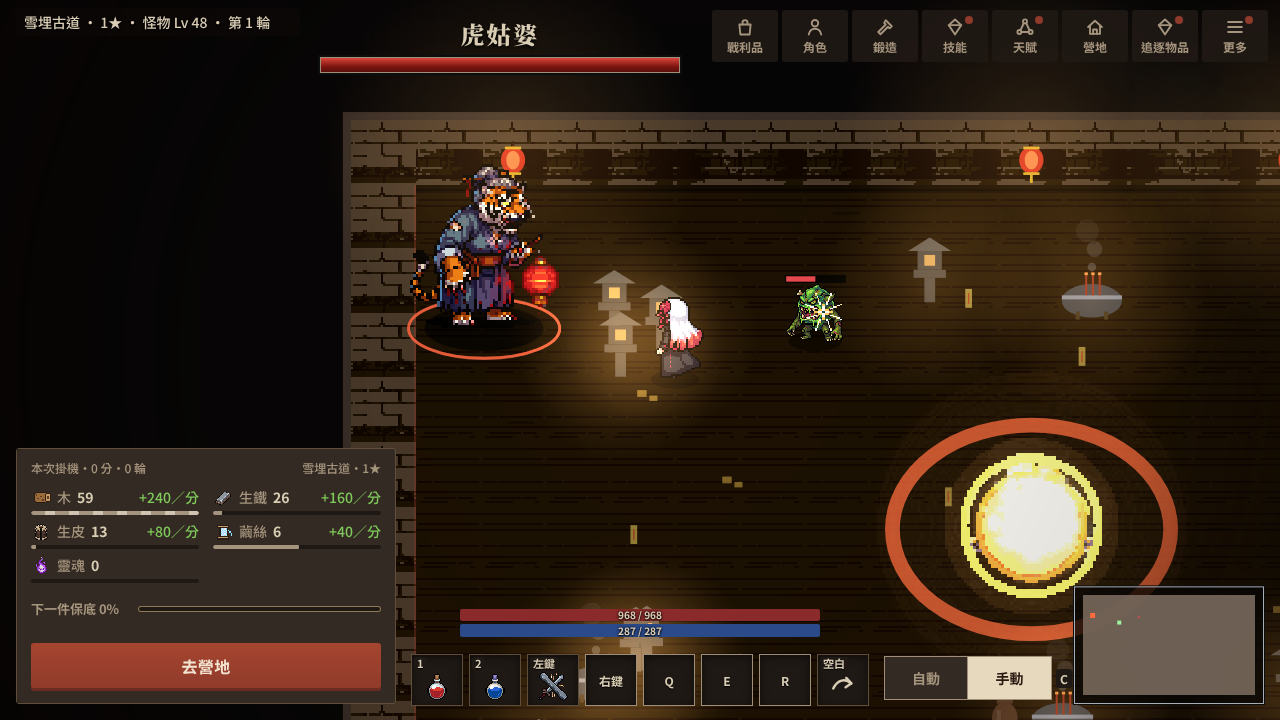 雪埋古道 • 1★ • 怪物 Lv 48 • 第 1 輪
虎姑婆
戰利品
角色
鍛造
技能
天賦
營地
追逐物品
更多
本次掛機・0 分・0 輪
雪埋古道・1★
木 59 +240／分
生鐵 26 +160／分
生皮 13 +80／分
繭絲 6 +40／分
靈魂 0
下一件保底 0%
去營地
968 / 968
287 / 287
1
2
左鍵
右鍵
Q
E
R
空白
自動
手動
C